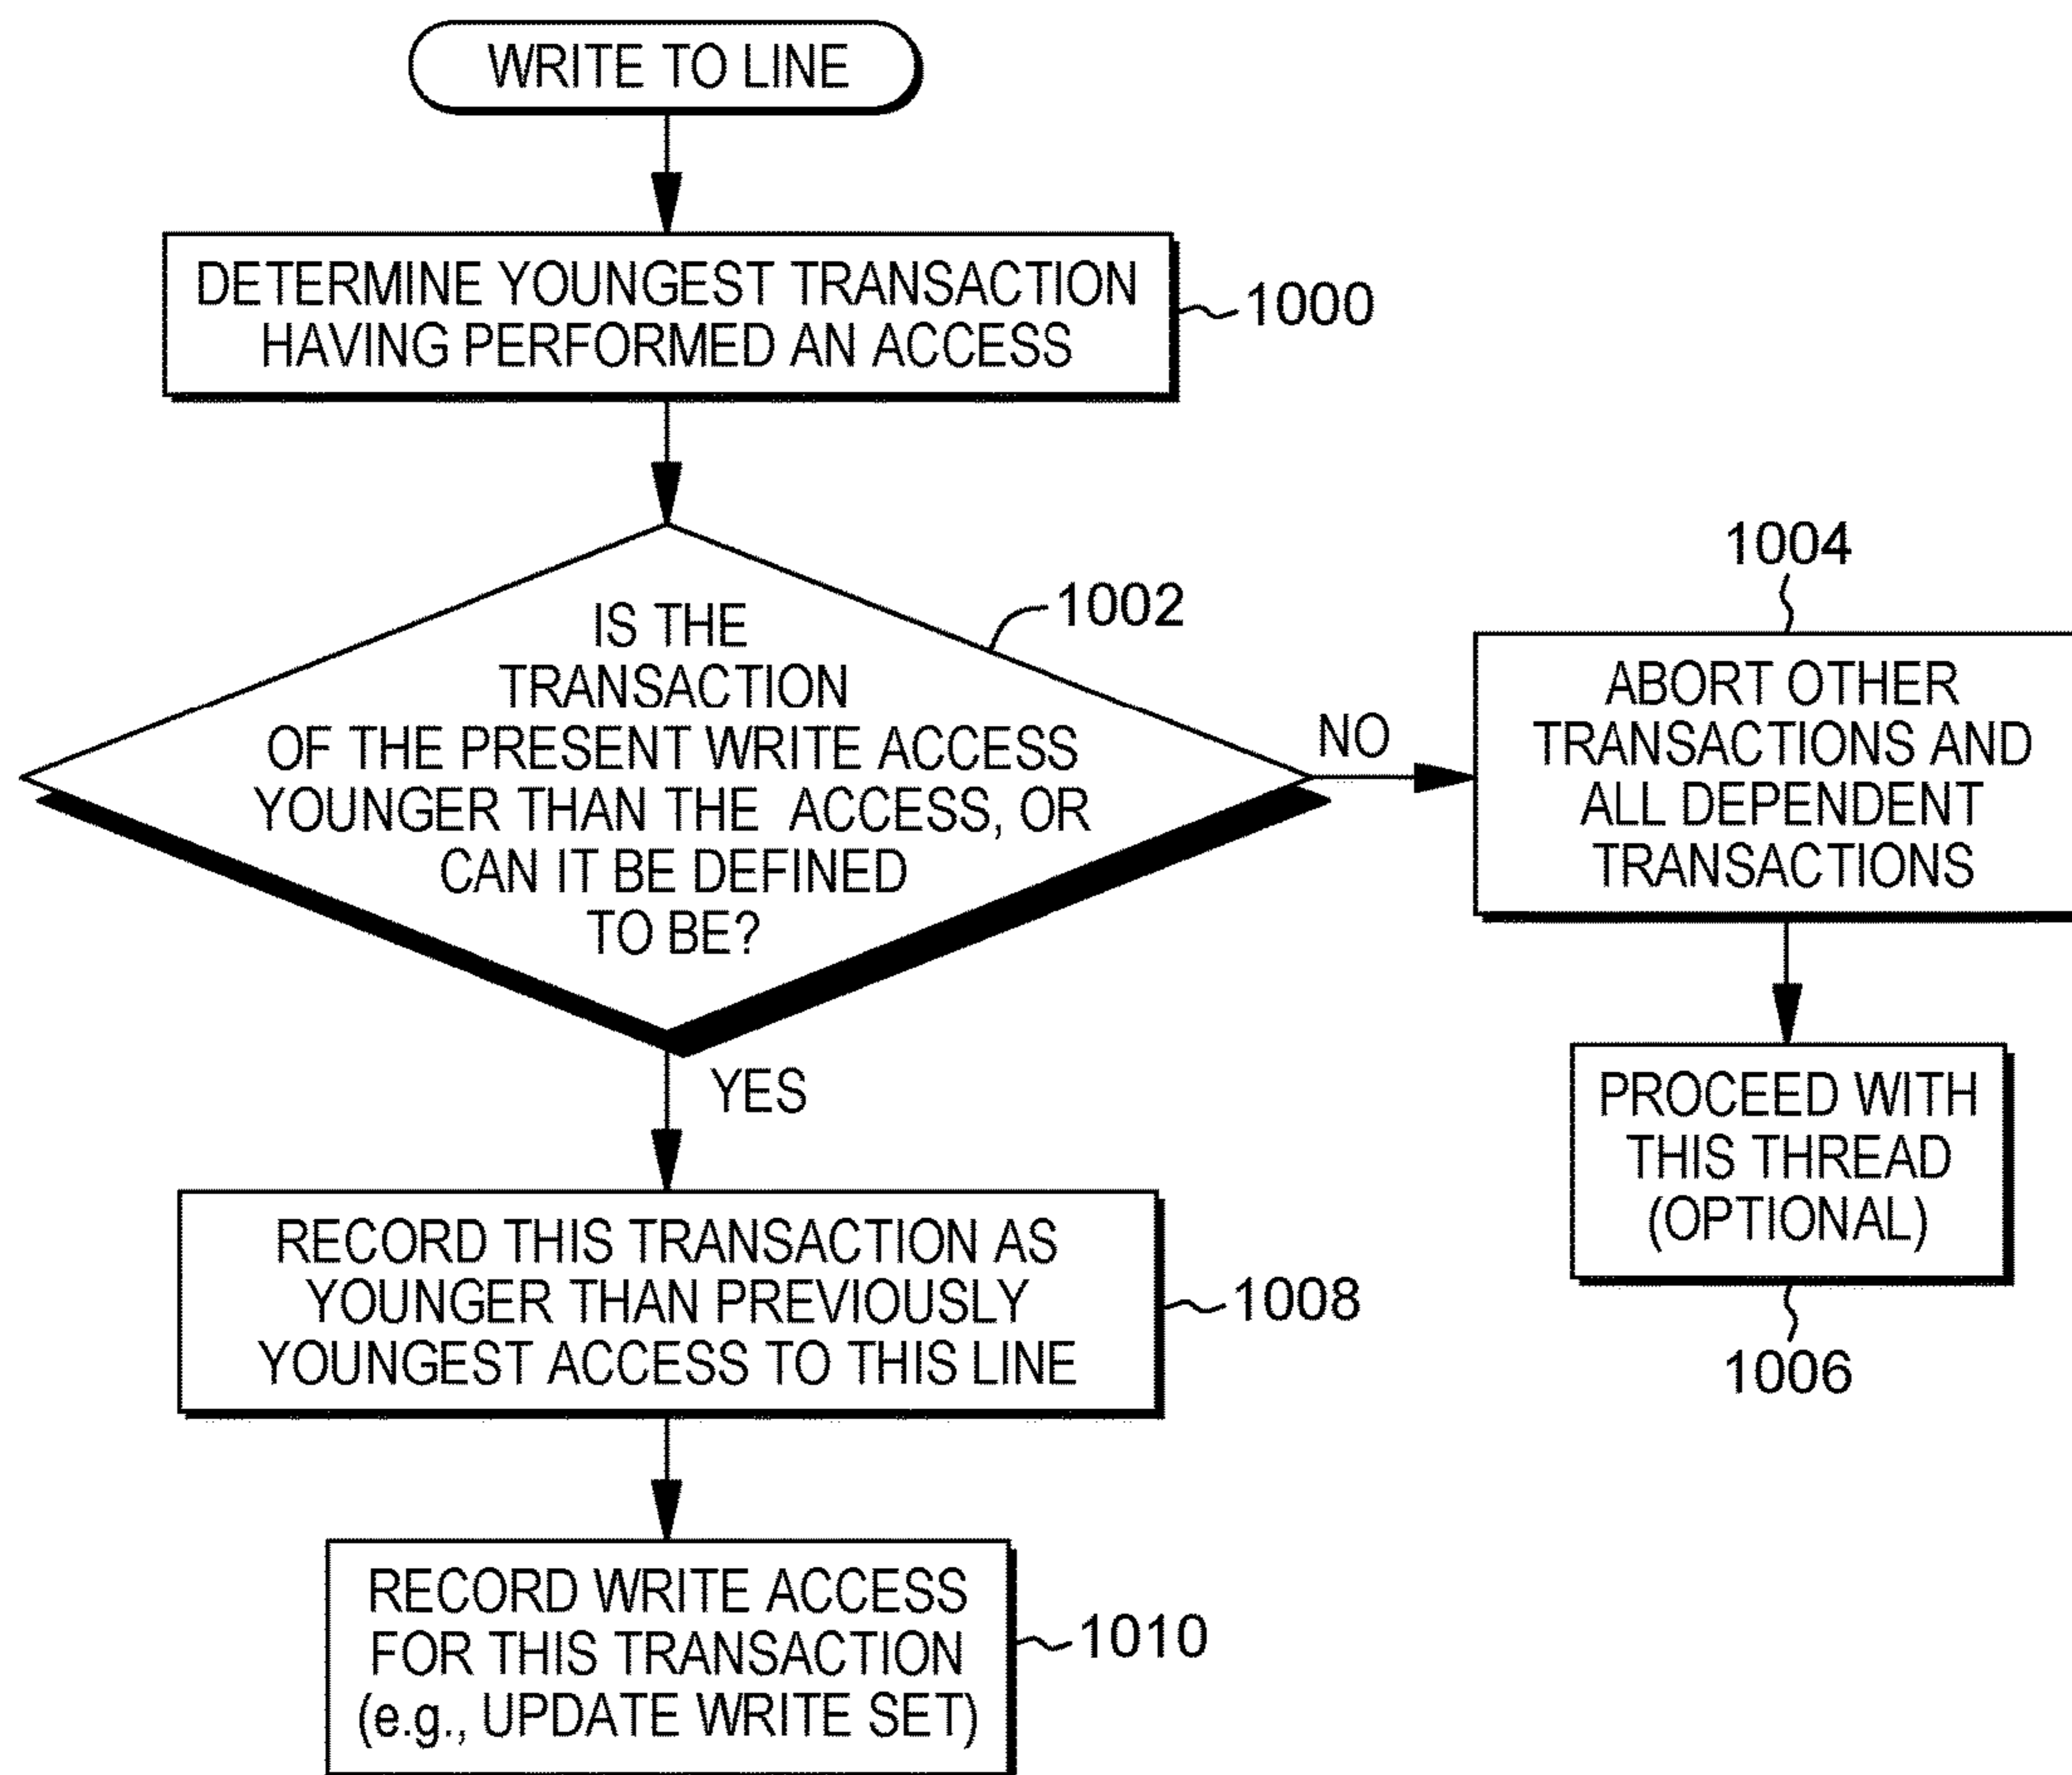 WRITE TO LINE
DETERMINE YOUNGEST TRANSACTION
HAVING PERFORMED AN ACCESS
1000
IS THE
TRANSACTION
OF THE PRESENT WRITE ACCESS
YOUNGER THAN THE ACCESS, OR
CAN IT BE DEFINED
TO BE?
1002
NO
1004
ABORT OTHER
TRANSACTIONS AND
ALL DEPENDENT
TRANSACTIONS
PROCEED WITH
THIS THREAD
(OPTIONAL)
1006
YES
RECORD THIS TRANSACTION AS
YOUNGER THAN PREVIOUSLY
YOUNGEST ACCESS TO THIS LINE
1008
RECORD WRITE ACCESS
FOR THIS TRANSACTION
(e.g., UPDATE WRITE SET)
1010